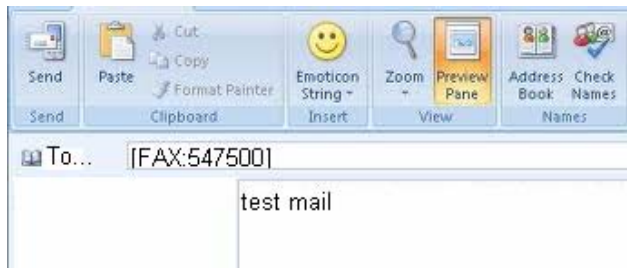 Cut
Copy
Format Painter
Send Paste Emoticon String Zoom Preview Pane Address Book Check Names
Send Clipboard Insert View Names
To... [FAX:547500]
test mail